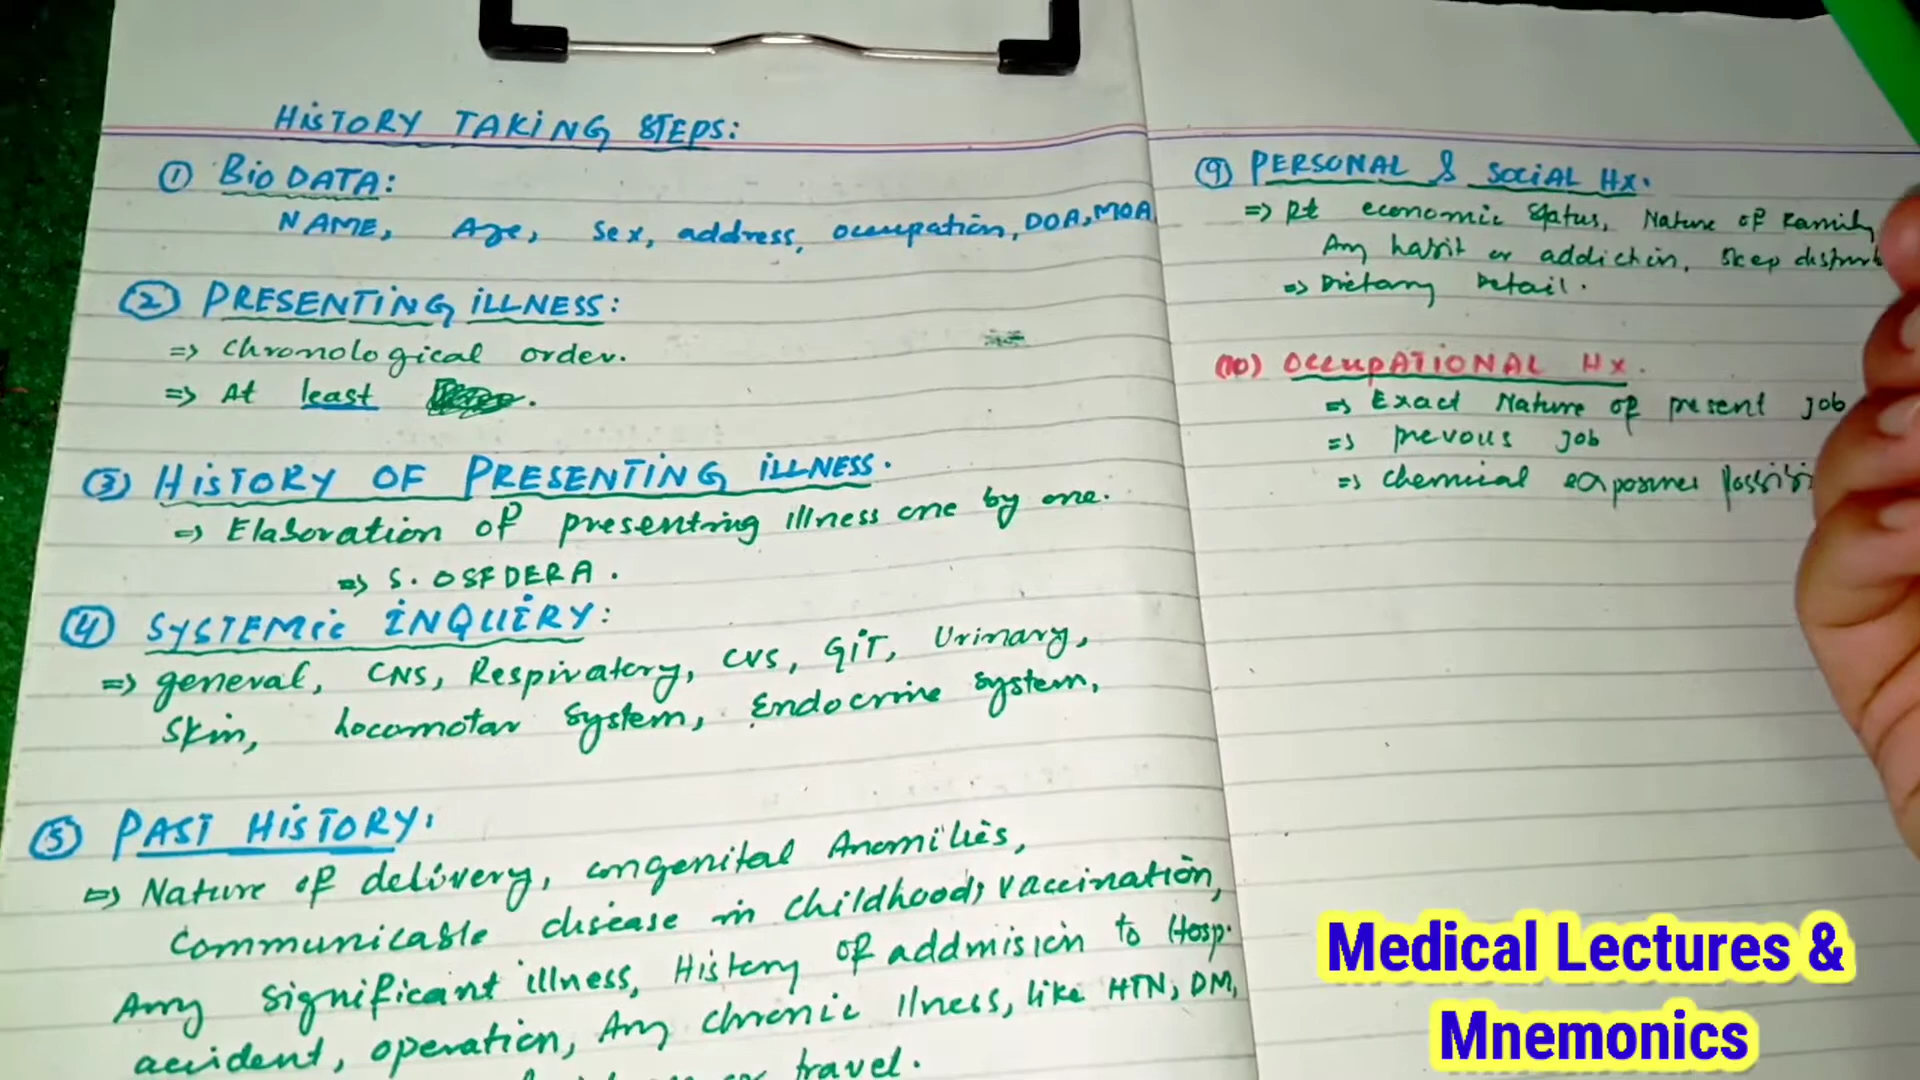 HISTORY TAKING STEPS:
① BIO DATA:
NAME, Age, Sex, address, occupation, DOA, MOA
② PRESENTING ILLNESS:
=> Chronological order.
=> At least
③ HISTORY OF PRESENTING ILLNESS.
=> Elaboration of presenting illness one by one.
=> S. OSFDERA.
④ SYSTEMIC INQUIRY:
=> general, CNS, Respiratory, CVS, GIT, Urinary,
Skin, Locomotar System, Endocrine system,
⑤ PAST HISTORY:
=> Nature of delivery, congenital Anomilies,
Communicable disease in childhood, vaccination,
Any significant illness, History of addmision to Hosp.
accident, operation, Any chronic illness, like HTN, DM,
travel.
⑨ PERSONAL & SOCIAL HX.
=> Pt economic status, Nature of Family
Any habit or addiction, Sleep disturb
=> Dietary Detail.
(10) OCCUPATIONAL HX.
=> Exact Nature of present job
=> prevous job
=> chemical exposures
Medical Lectures &
Mnemonics